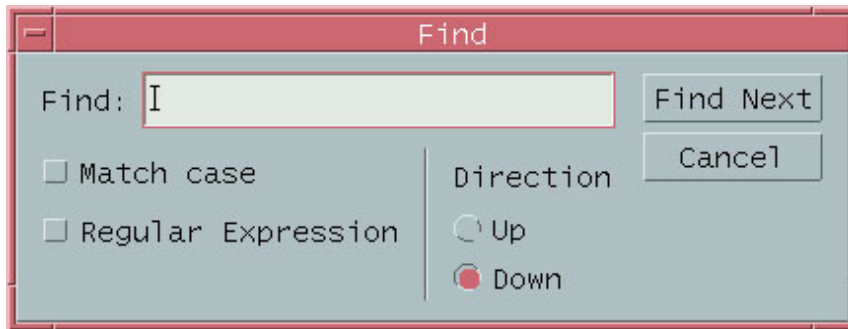 Find
Find:
Find Next
Cancel
Match case
Regular Expression
Direction
Up
Down